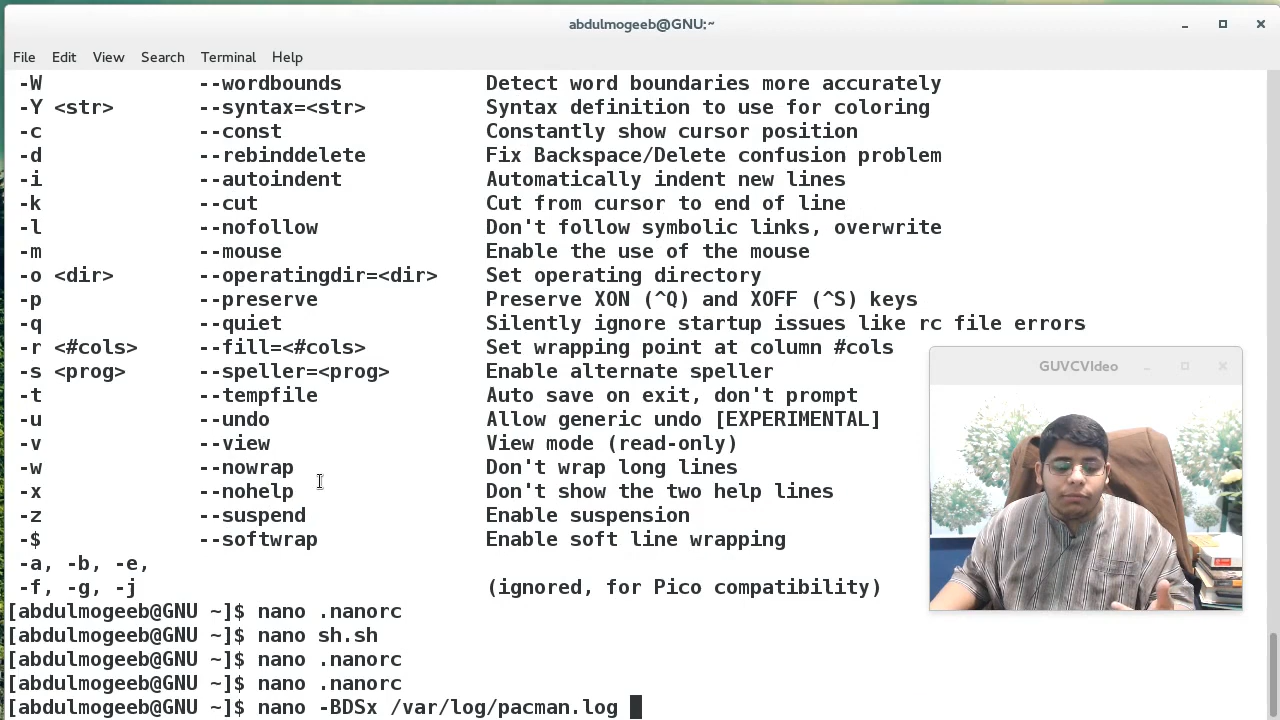 abdulmogeeb@GNU:~
File Edit View Search Terminal Help
-W --wordbounds Detect word boundaries more accurately
-Y <str> --syntax=<str> Syntax definition to use for coloring
-c --const Constantly show cursor position
-d --rebinddelete Fix Backspace/Delete confusion problem
-i --autoindent Automatically indent new lines
-k --cut Cut from cursor to end of line
-l --nofollow Don't follow symbolic links, overwrite
-m --mouse Enable the use of the mouse
-o <dir> --operatingdir=<dir> Set operating directory
-p --preserve Preserve XON (^Q) and XOFF (^S) keys
-q --quiet Silently ignore startup issues like rc file errors
-r <#cols> --fill=<#cols> Set wrapping point at column #cols
-s <prog> --speller=<prog> Enable alternate speller
-t --tempfile Auto save on exit, don't prompt
-u --undo Allow generic undo [EXPERIMENTAL]
-v --view View mode (read-only)
-w --nowrap Don't wrap long lines
-x --nohelp Don't show the two help lines
-z --suspend Enable suspension
-$ --softwrap Enable soft line wrapping
-a, -b, -e,
-f, -g, -j (ignored, for Pico compatibility)
[abdulmogeeb@GNU ~]$ nano .nanorc
[abdulmogeeb@GNU ~]$ nano sh.sh
[abdulmogeeb@GNU ~]$ nano .nanorc
[abdulmogeeb@GNU ~]$ nano .nanorc
[abdulmogeeb@GNU ~]$ nano -BDSx /var/log/pacman.log
GUVCVIdeo